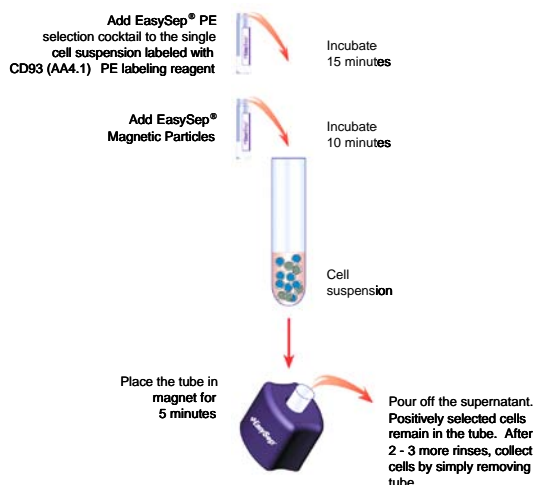 Add EasySep® PE
selection cocktail to the single
cell suspension labeled with
CD93 (AA4.1) PE labeling reagent
Incubate
15 minutes
Add EasySep®
Magnetic Particles
Incubate
10 minutes
Cell
suspension
Place the tube in
magnet for
5 minutes
EasySep
Pour off the supernatant.
Positively selected cells
remain in the tube. After
2 - 3 more rinses, collect
cells by simply removing
tube